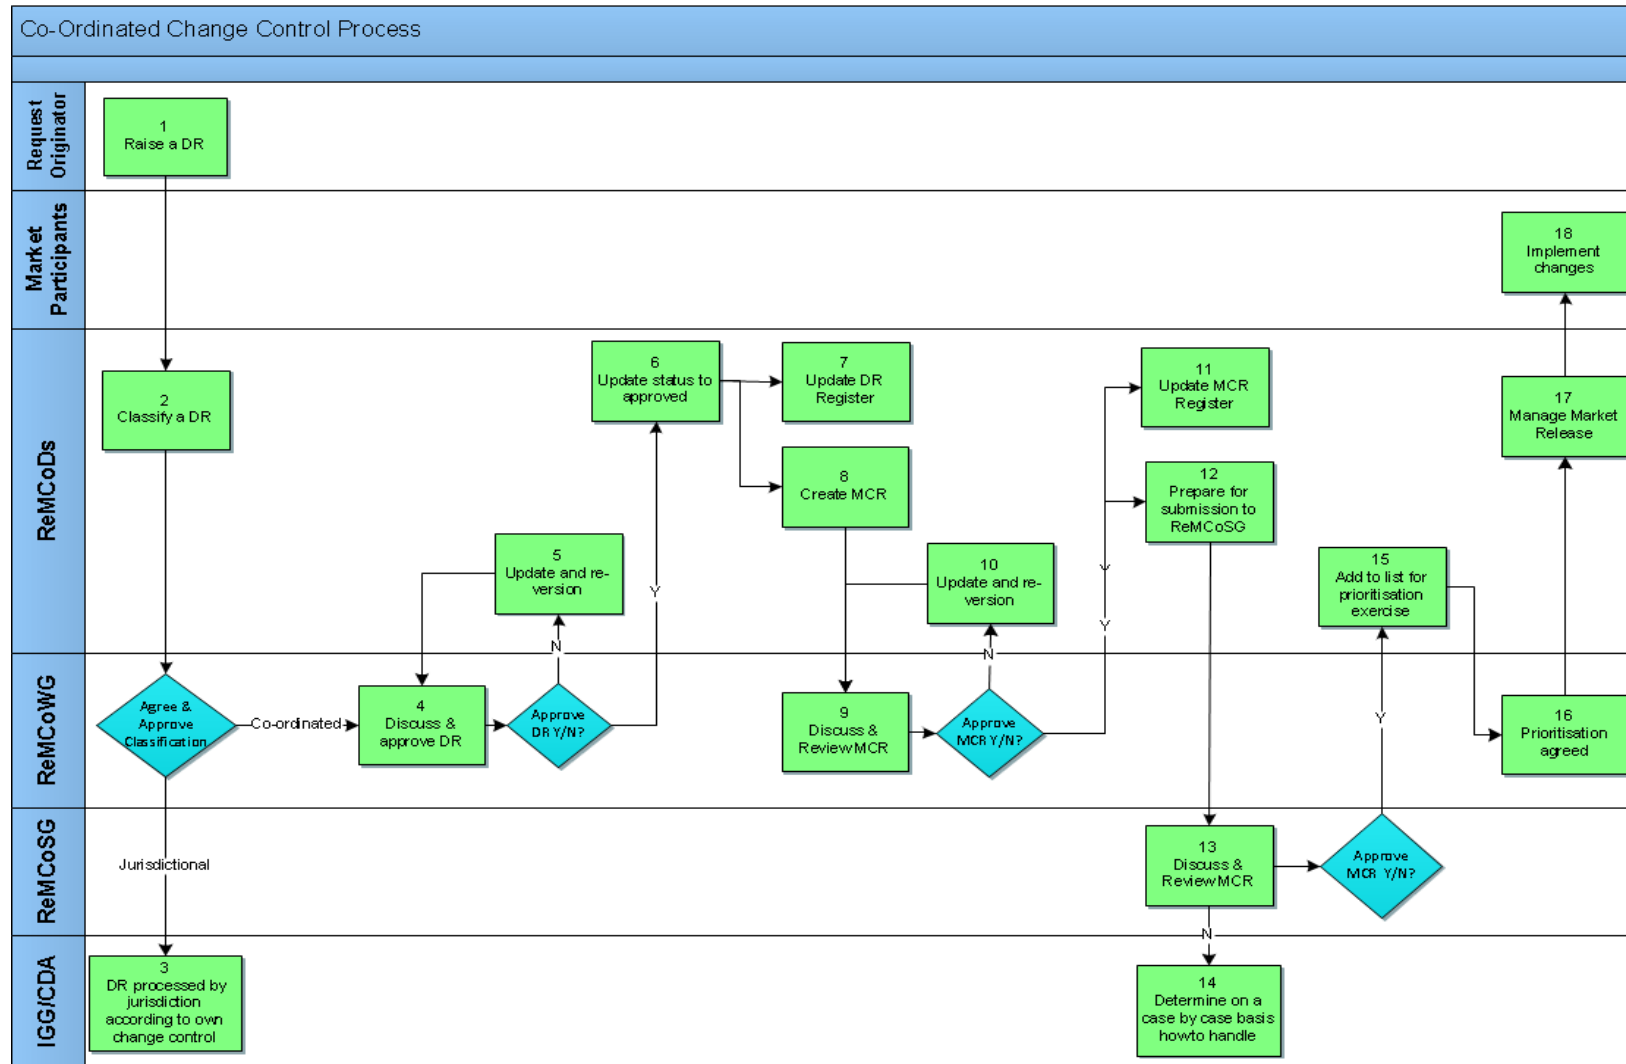 Co-Ordinated Change Control Process
Request
Originator
1
Raise a DR
Market
Participants
18
Implement
changes
ReMCoDs
2
Classify a DR
6
Update status to
approved
7
Update DR
Register
8
Create MCR
5
Update and re-
version
10
Update and re-
version
11
Update MCR
Register
12
Prepare for
submission to
ReMCoSG
15
Add to list for
prioritisation
exercise
17
Manage Market
Release
Y
Y
Y
N
N
Y
ReMCoWG
Agree &
Approve
Classification
Co-ordinated
4
Discuss &
approve DR
Approve
DR Y/N?
9
Discuss &
Review MCR
Approve
MCR Y/N?
16
Prioritisation
agreed
ReMCoSG
Jurisdictional
13
Discuss &
Review MCR
Approve
MCR Y/N?
N
IGG/CDA
3
DR processed by
jurisdiction
according to own
change control
14
Determine on a
case by case basis
howto handle